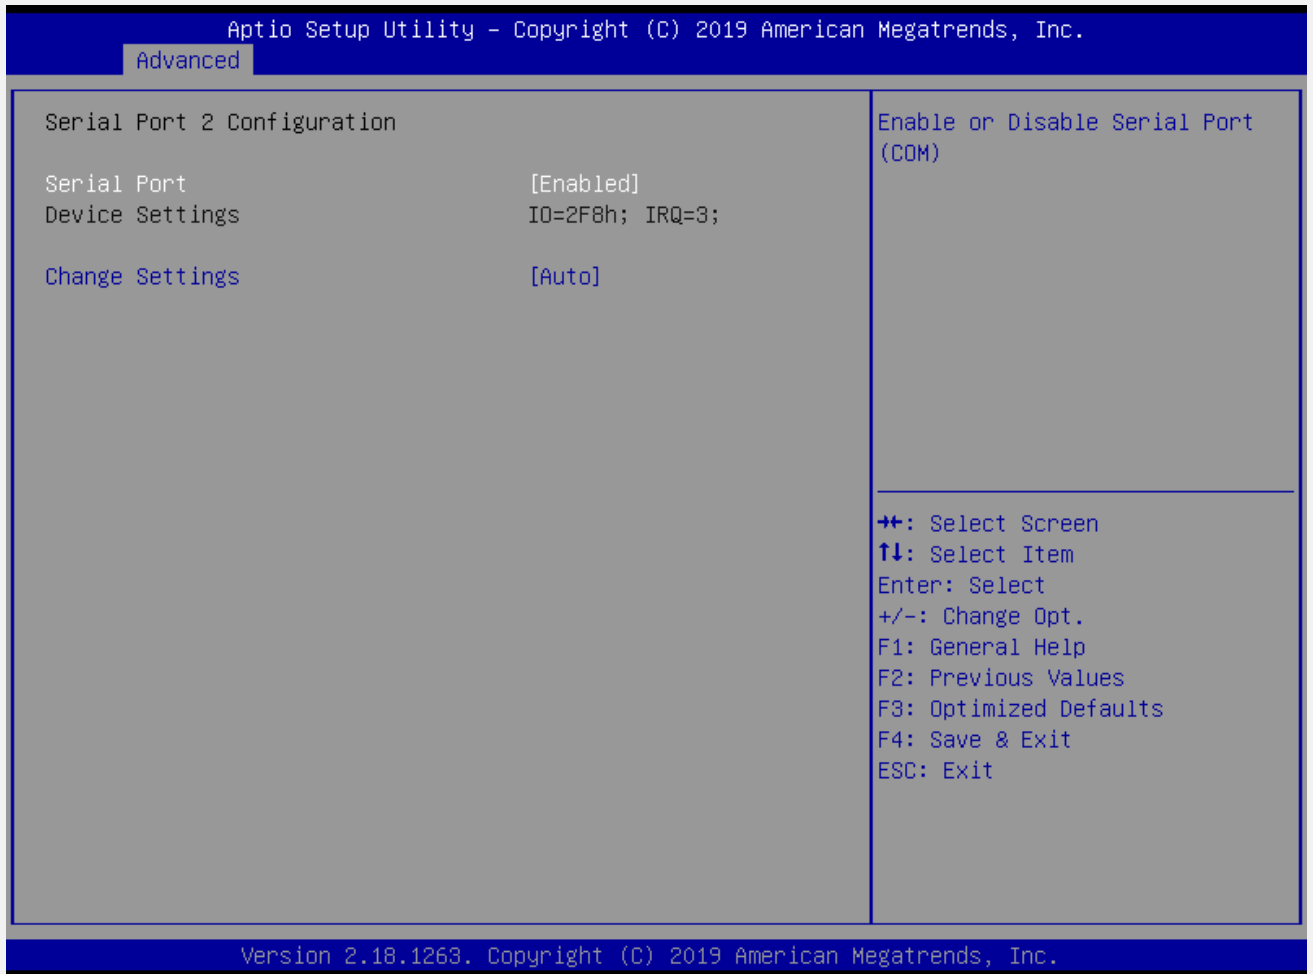 Aptio Setup Utility – Copyright (C) 2019 American Megatrends, Inc.
Advanced
Serial Port 2 Configuration
Serial Port [Enabled]
Device Settings IO=2F8h; IRQ=3;
Change Settings [Auto]
Enable or Disable Serial Port
(COM)
→←: Select Screen
↑↓: Select Item
Enter: Select
+/-: Change Opt.
F1: General Help
F2: Previous Values
F3: Optimized Defaults
F4: Save & Exit
ESC: Exit
Version 2.18.1263. Copyright (C) 2019 American Megatrends, Inc.